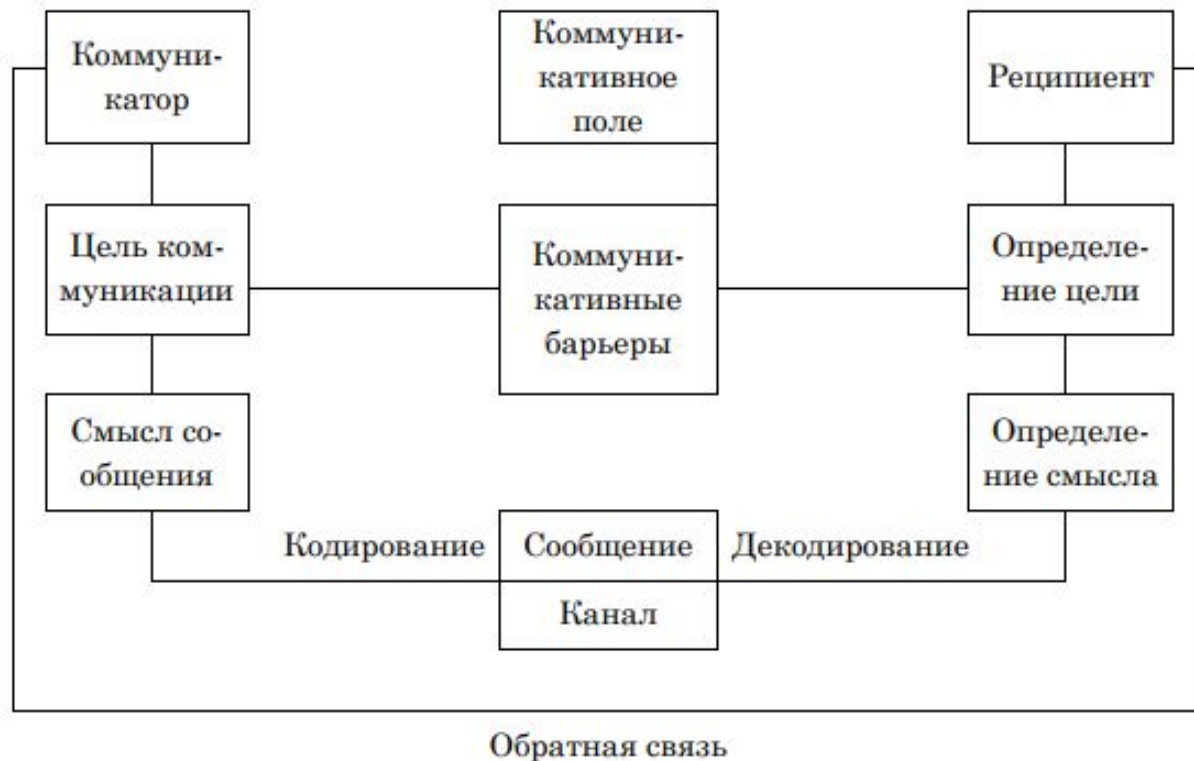 Коммуни-
катор
Коммуни-
кативное
поле
Реципиент
Цель ком-
муникации
Коммуни-
кативные
барьеры
Определе-
ние цели
Смысл со-
общения
Определе-
ние смысла
Кодирование
Сообщение
Декодирование
Канал
Обратная связь